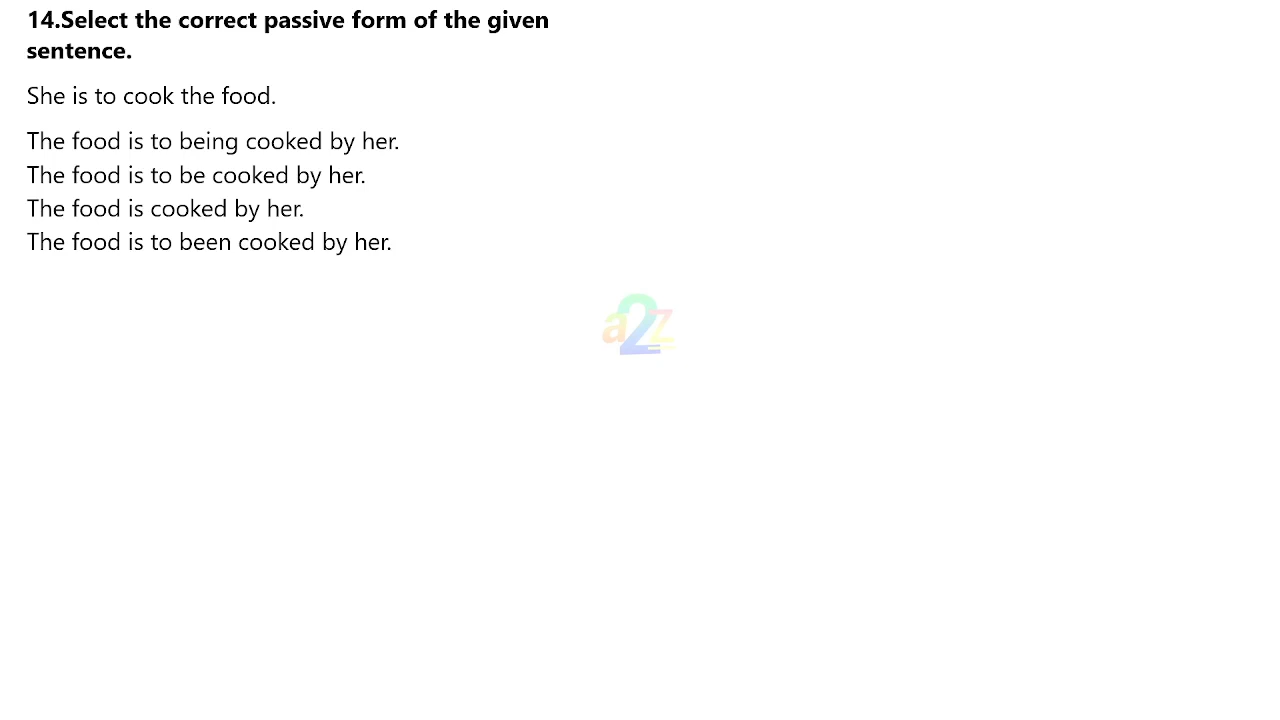 14.Select the correct passive form of the given
sentence.
She is to cook the food.
The food is to being cooked by her.
The food is to be cooked by her.
The food is cooked by her.
The food is to been cooked by her.
a2z